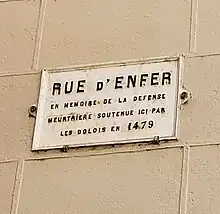 RUE D'ENFER
EN MEMOIRE DE LA DEFENSE
MEURTRIERE SOUTENUE ICI PAR
LES DOLOIS EN 1479